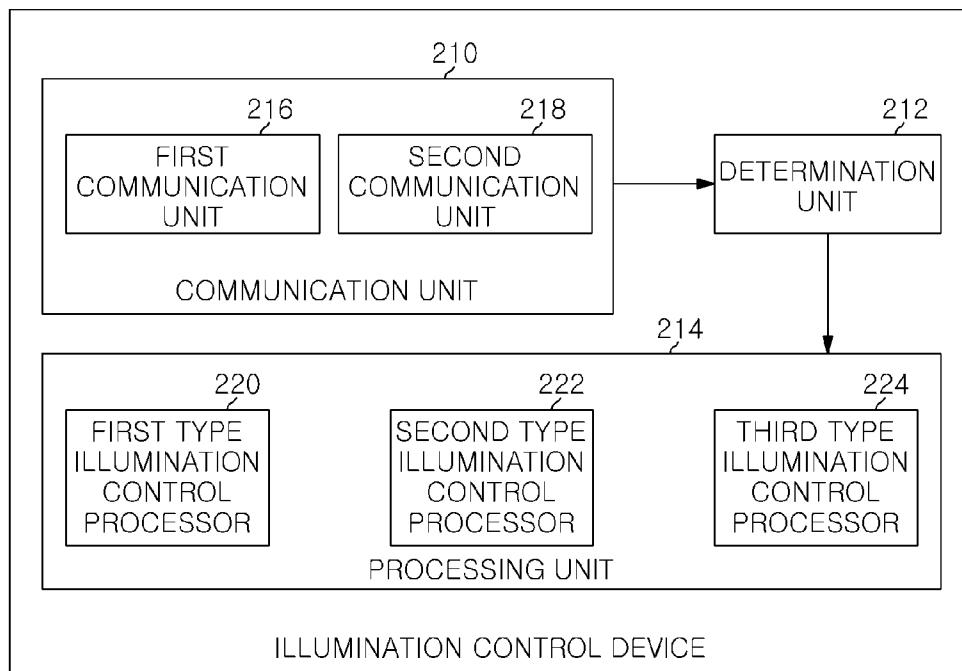 210
216
FIRST
COMMUNICATION
UNIT
218
SECOND
COMMUNICATION
UNIT
COMMUNICATION UNIT
212
DETERMINATION
UNIT
214
220
FIRST TYPE
ILLUMINATION
CONTROL
PROCESSOR
222
SECOND TYPE
ILLUMINATION
CONTROL
PROCESSOR
224
THIRD TYPE
ILLUMINATION
CONTROL
PROCESSOR
PROCESSING UNIT
ILLUMINATION CONTROL DEVICE